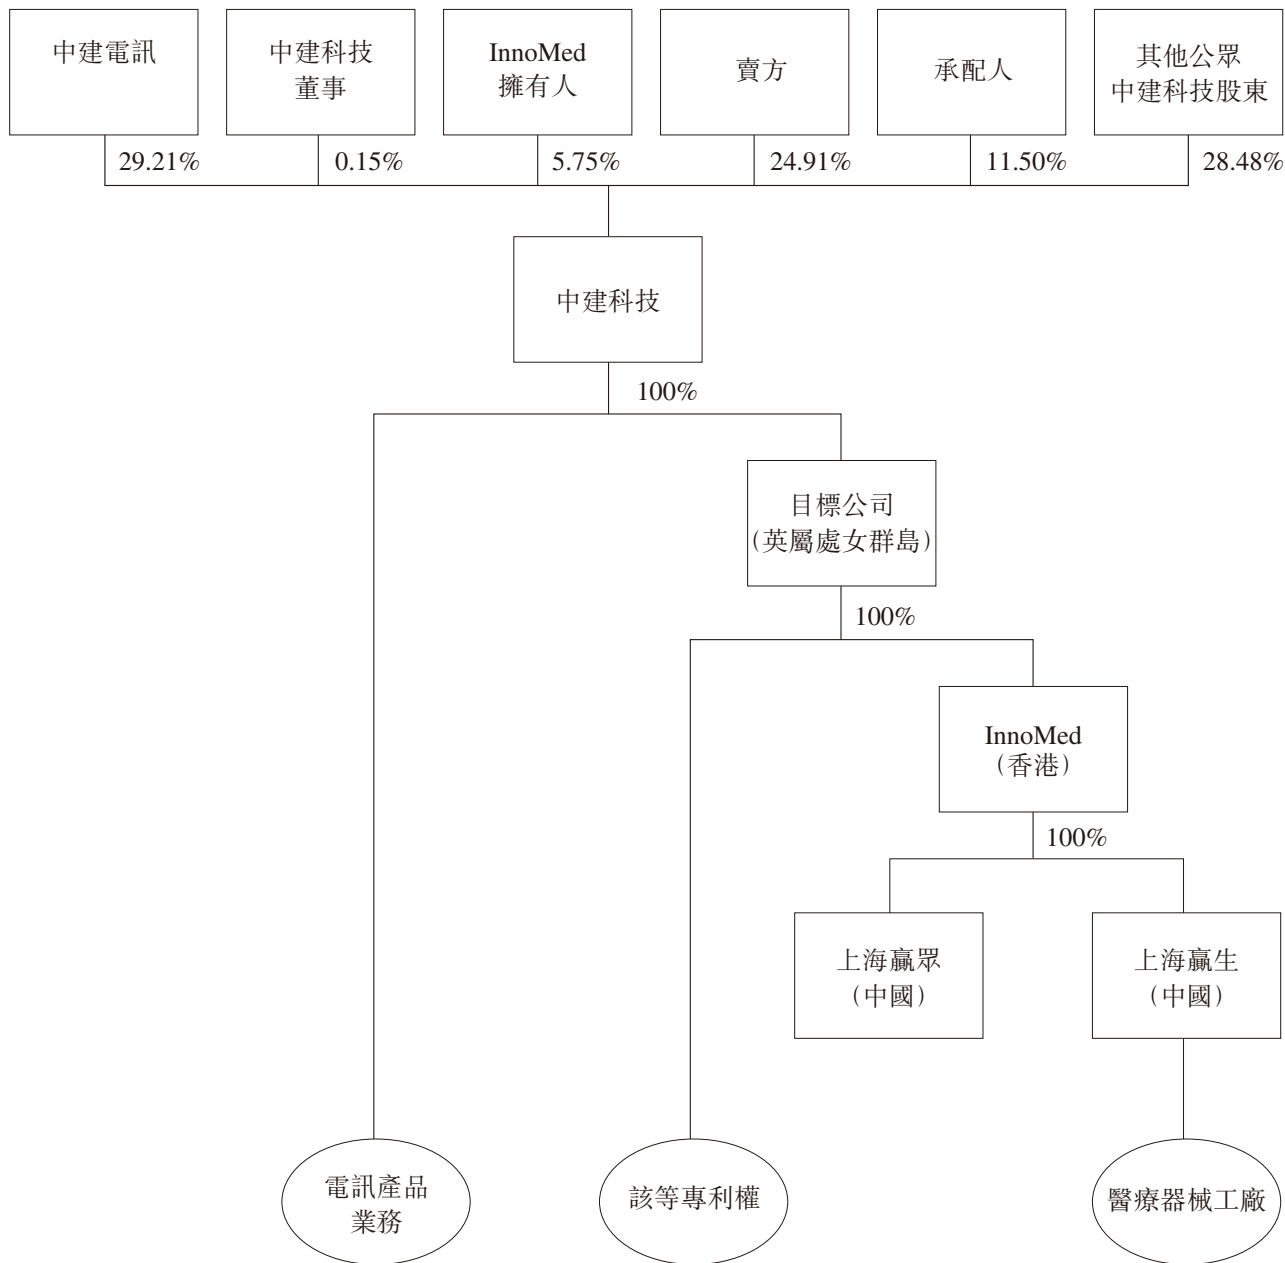 中建電訊
中建科技
董事
InnoMed
擁有人
賣方
承配人
其他公眾
中建科技股東
29.21%
0.15%
5.75%
24.91%
11.50%
28.48%
中建科技
100%
目標公司
(英屬處女群島)
100%
InnoMed
(香港)
100%
上海贏眾
(中國)
上海贏生
(中國)
電訊產品
業務
該等專利權
醫療器械工廠